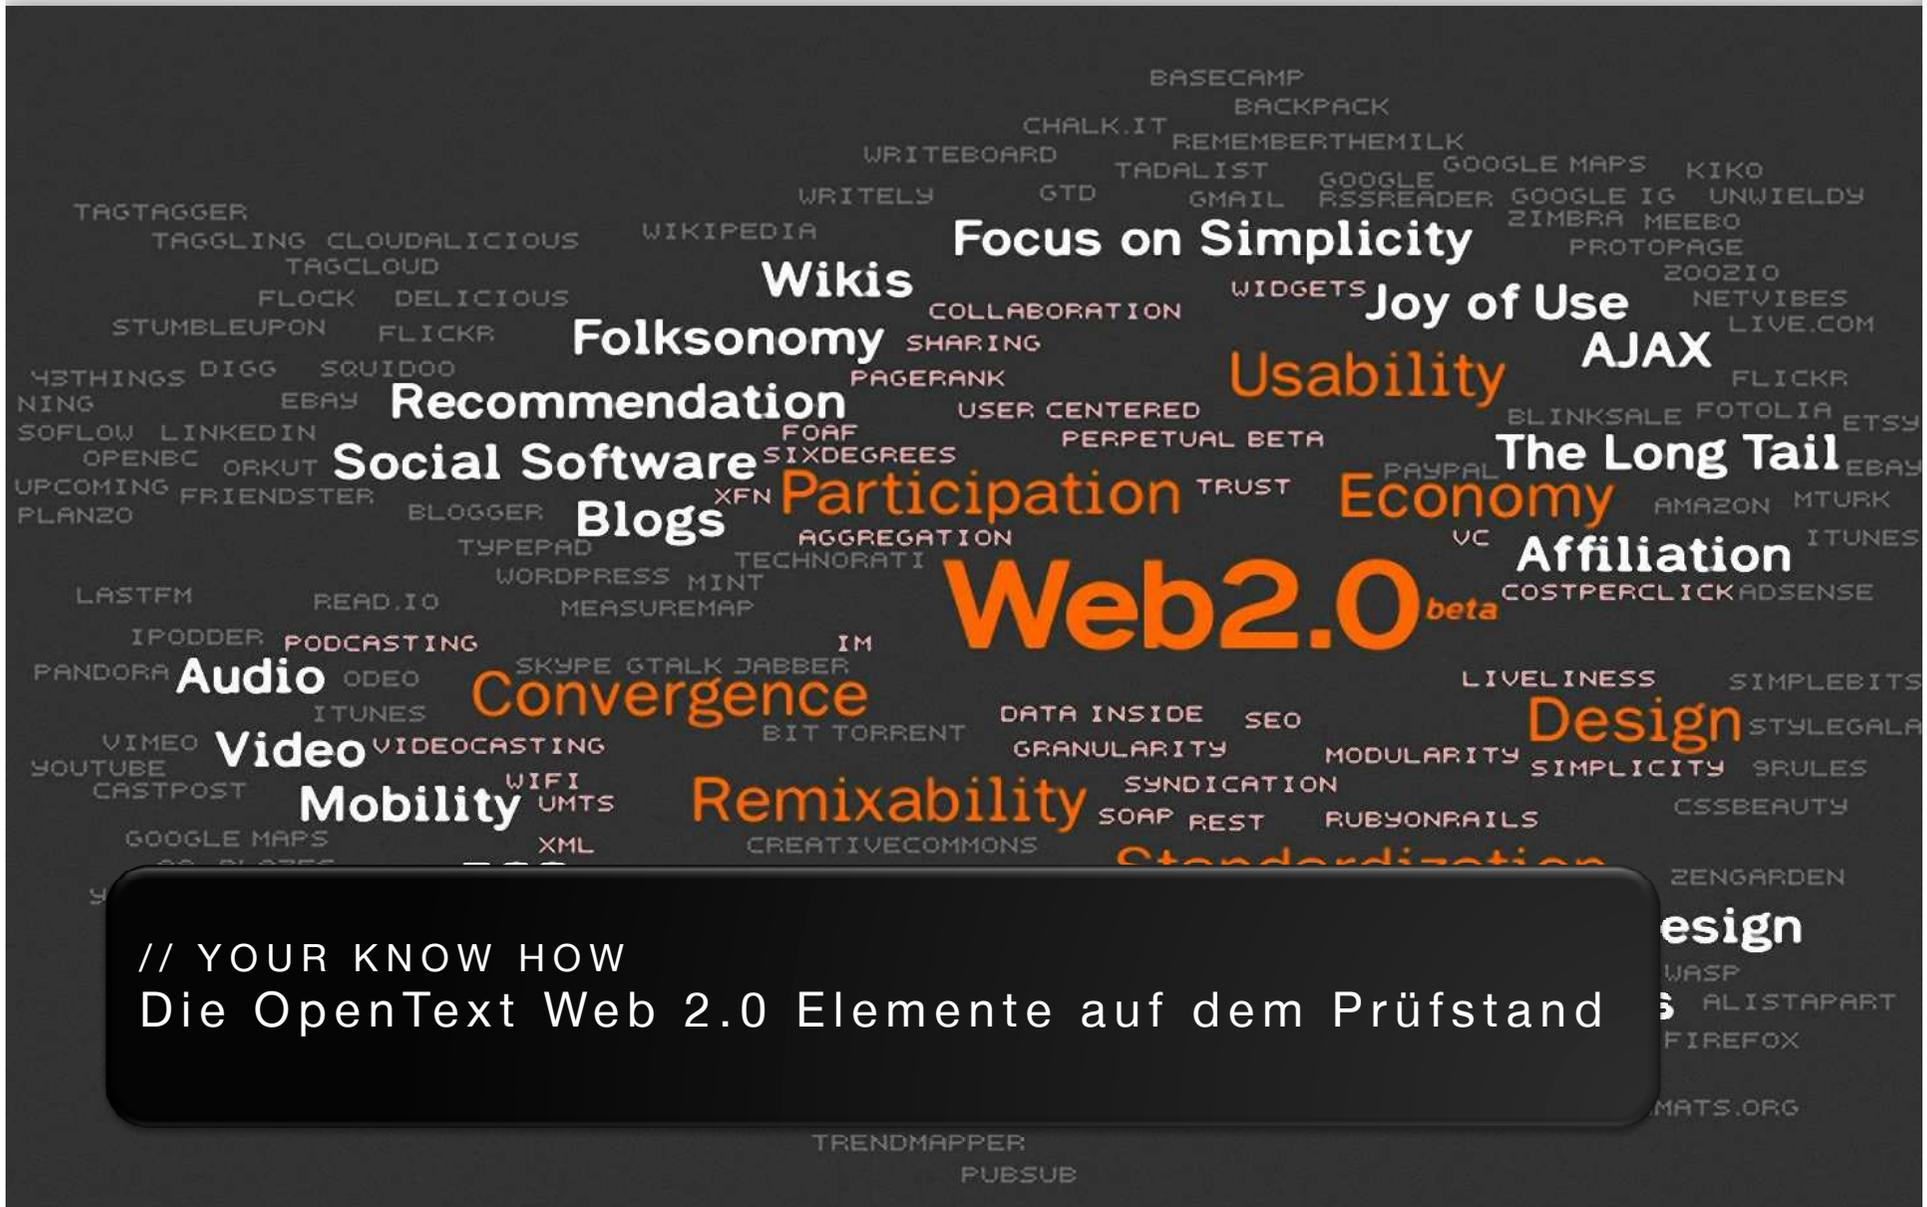 BASECAMP
BACKPACK
CHALK.IT
REMEMBERTHEMILK
WRITEBOARD
GOOGLE MAPS
KIKO
TADALIST
GOOGLE
RSSREADER
WRITELY
GTD
GMAIL
GOOGLE IG
UNWIELDY
TAGTAGGER
ZIMBRA
MEEBO
WIKIPEDIA
TAGGLING
CLOUDALICIOUS
Focus on Simplicity
PROTOPAGE
TAGCLOUD
ZOOZIO
Wikis
WIDGETS
FLOCK
DELICIOUS
NETVIBES
Joy of Use
COLLABORATION
LIVE.COM
STUMBLEUPON
FLICKR
Folksonomy
SHARING
AJAX
43THINGS
DIGG
SQUIDOO
PAGERANK
Usability
FLICKR
NING
EBAY
Recommendation
USER CENTERED
BLINKSALE
FOTOLIA
ETSY
SOFLOW
LINKEDIN
FOAF
PERPETUAL BETA
OPENBC
ORKUT
Social Software
SIXDEGREES
The Long Tail
PAYPAL
EBAY
UPCOMING
FRIENDSTER
XFN
Participation
TRUST
Economy
AMAZON
MTURK
PLANZO
BLOGGER
Blogs
AGGREGATION
VC
ITUNES
TYPEPAD
TECHNORATI
Affiliation
WORDPRESS
MINT
LASTFM
READ.IO
MEASUREMAP
Web2.0
beta
COSTPERCLICK
ADSENSE
IPODDER
PODCASTING
IM
PANDORA
Audio
ODEO
SKYPE GTALK JABBER
LIVELINESS
SIMPLEBITS
Convergence
ITUNES
DATA INSIDE
SEO
Design
STYLEGALA
BIT TORRENT
VIMEO
Video
VIDEOCASTING
GRANULARITY
MODULARITY
YOUTUBE
SIMPLICITY
9RULES
CASTPOST
WIFI
SYNDICATION
Mobility
UMTS
Remixability
SOAP
REST
RUBYONRAILS
CSSBEAUTY
GOOGLE MAPS
XML
CREATIVECOMMONS
Standardization
ZENGARDEN
esign
// YOUR KNOW HOW
WASP
Die OpenText Web 2.0 Elemente auf dem Prüfstand
s
ALISTAPART
FIREFOX
MATS.ORG
TRENDMAPPER
PUBSUB